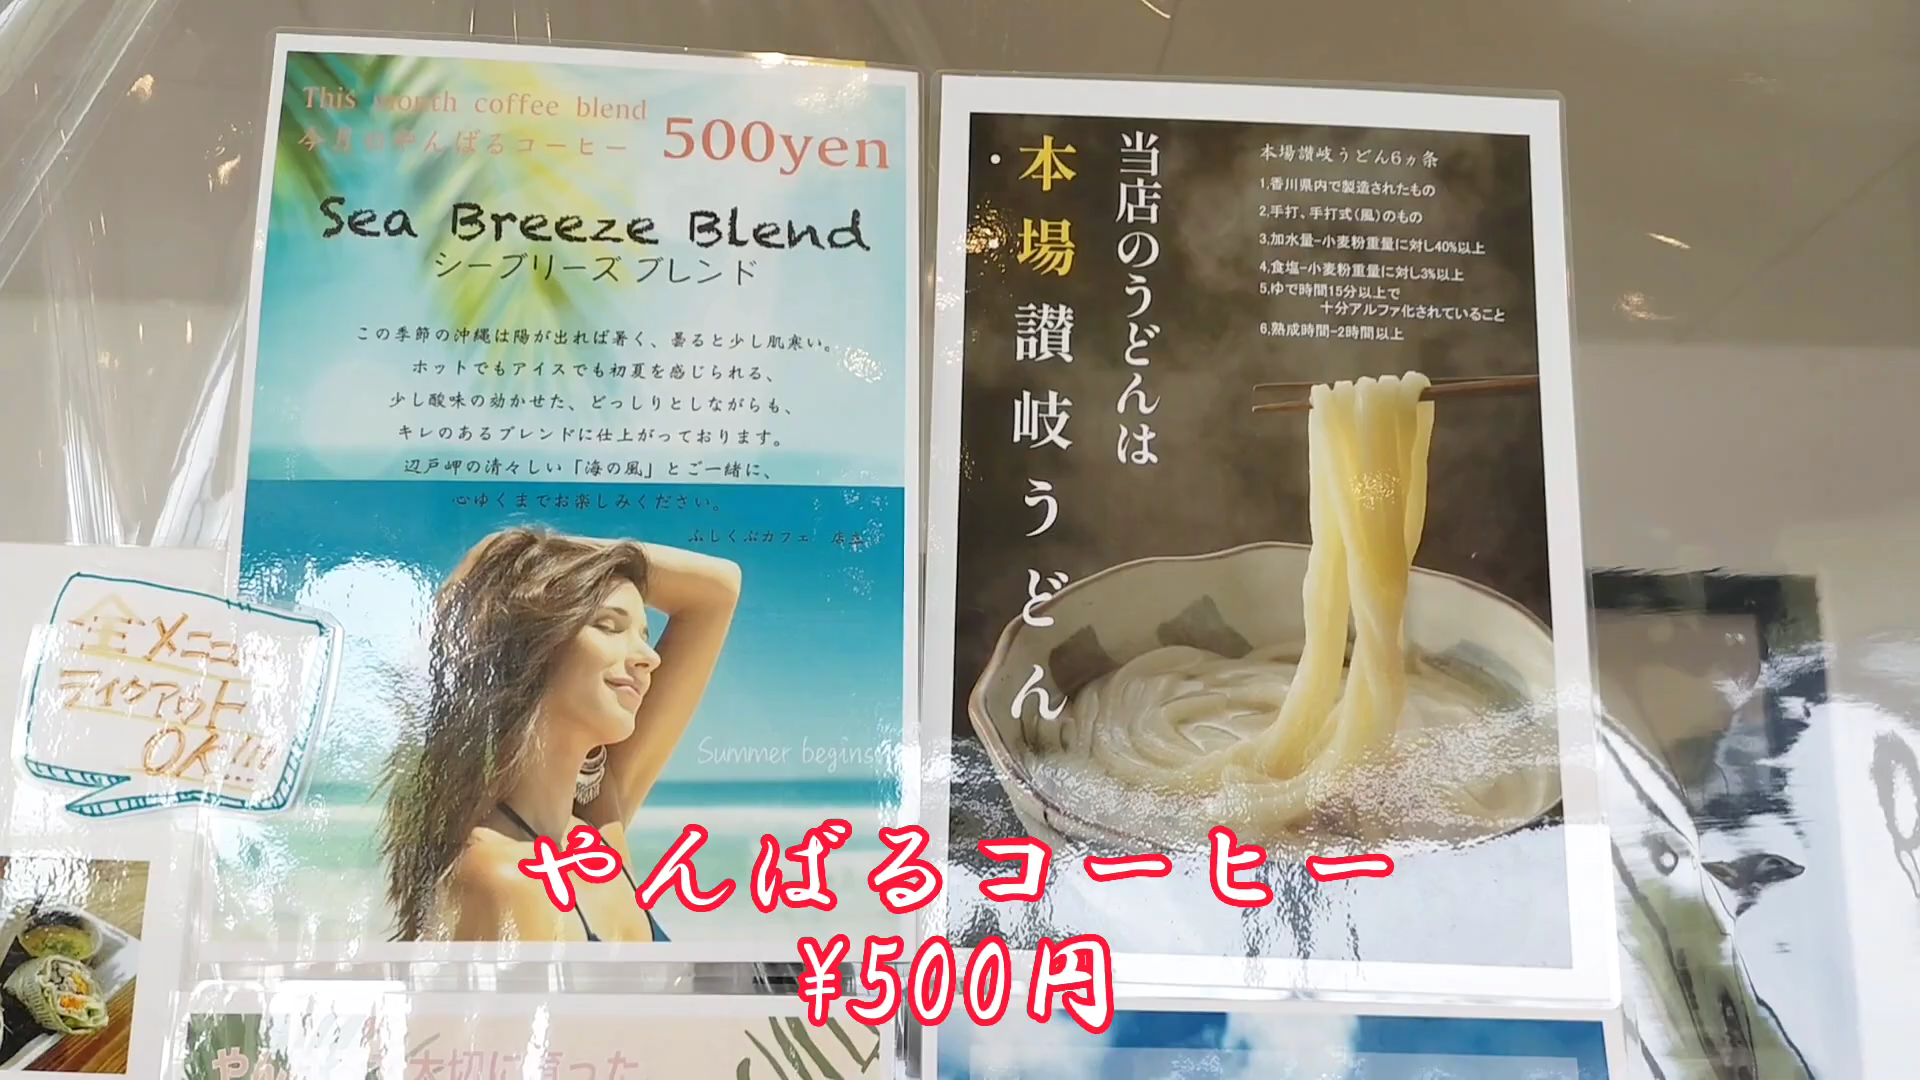 This month coffee blend
今月のやんばるコーヒー
500yen
Sea Breeze Blend
シーブリーズ ブレンド
この季節の沖縄は陽が出れば暑く、曇ると少し肌寒い。
ホットでもアイスでも初夏を感じられる、
少し酸味の効かせた、どっしりとしながらも、
キレのあるブレンドに仕上がっております。
辺戸岬の清々しい「海の風」とご一緒に、
心ゆくまでお楽しみください。
ふしくぶカフェ 店主
Summer begins
全メニュー
テイクアウト
OK!!!
当店のうどんは
本場讃岐うどん
本場讃岐うどん6ヵ条
1,香川県内で製造されたもの
2,手打、手打式(風)のもの
3,加水量-小麦粉重量に対し40%以上
4,食塩-小麦粉重量に対し3%以上
5,ゆで時間15分以上で
十分アルファ化されていること
6,熟成時間-2時間以上
やんばるコーヒー
¥500円